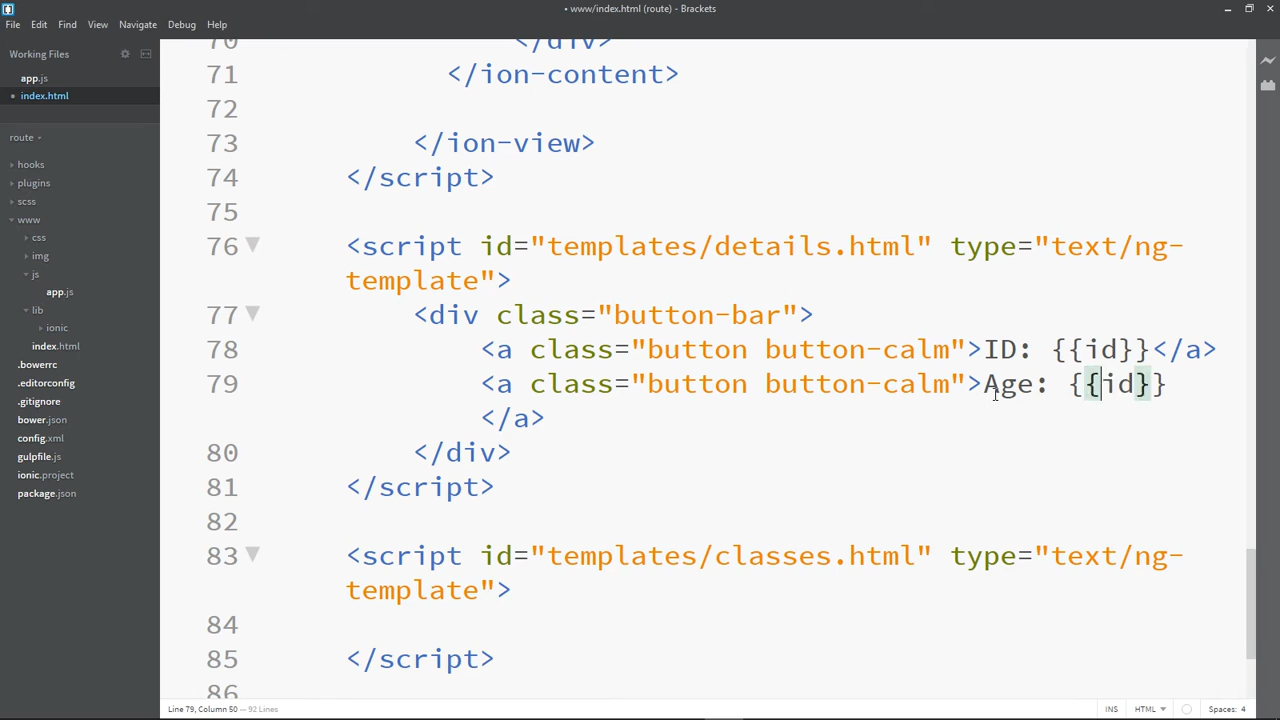 • www/index.html (route) - Brackets
File Edit Find View Navigate Debug Help
Working Files
app.js
• index.html
route
hooks
plugins
scss
www
css
img
js
app.js
lib
ionic
index.html
.bowerrc
.editorconfig
.gitignore
bower.json
config.xml
gulpfile.js
ionic.project
package.json
70 </div>
71 </ion-content>
72
73 </ion-view>
74 </script>
75
76 <script id="templates/details.html" type="text/ng-
template">
77 <div class="button-bar">
78 <a class="button button-calm">ID: {{id}}</a>
79 <a class="button button-calm">Age: {{id}}
</a>
80 </div>
81 </script>
82
83 <script id="templates/classes.html" type="text/ng-
template">
84
85 </script>
86
Line 79, Column 50 — 92 Lines
INS HTML Spaces: 4